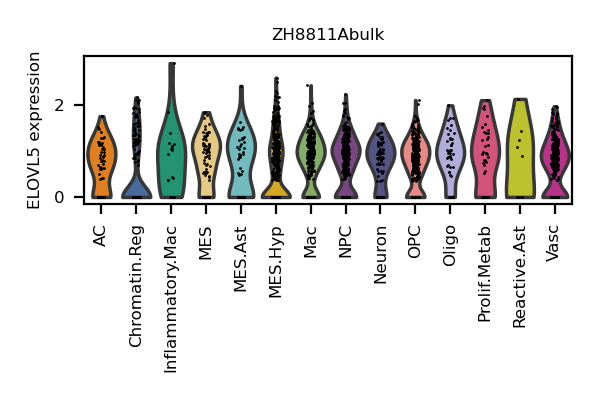 ZH8811Abulk
ELOVL5 expression
2
0
AC
Chromatin.Reg
Inflammatory.Mac
MES
MES.Ast
MES.Hyp
Mac
NPC
Neuron
OPC
Oligo
Prolif.Metab
Reactive.Ast
Vasc